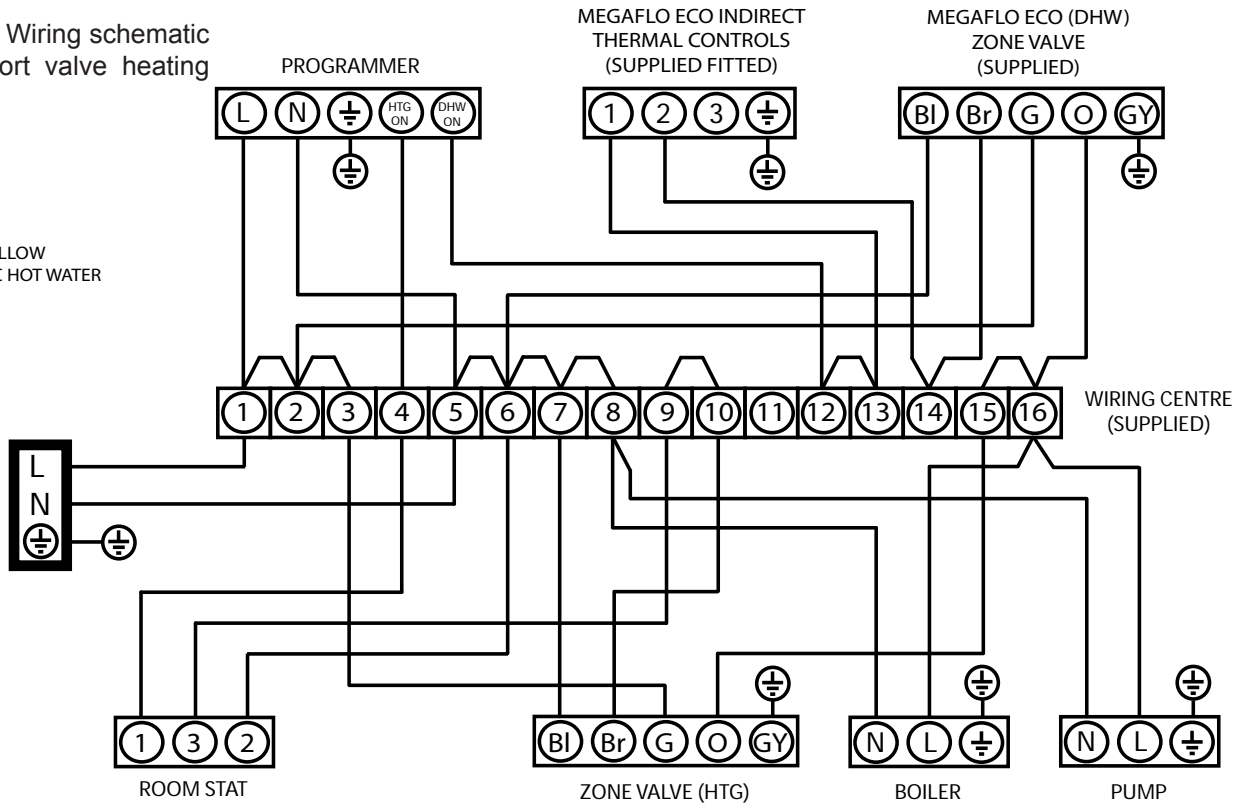 Wiring schematic
ort valve heating
PROGRAMMER
L N HTG ON DHW ON
MEGAFLO ECO INDIRECT
THERMAL CONTROLS
(SUPPLIED FITTED)
1 2 3
MEGAFLO ECO (DHW)
ZONE VALVE
(SUPPLIED)
Bl Br G O GY
LLOW
C HOT WATER
1 2 3 4 5 6 7 8 9 10 11 12 13 14 15 16
WIRING CENTRE
(SUPPLIED)
L
N
1 3 2
ROOM STAT
Bl Br G O GY
ZONE VALVE (HTG)
N L
BOILER
N L
PUMP